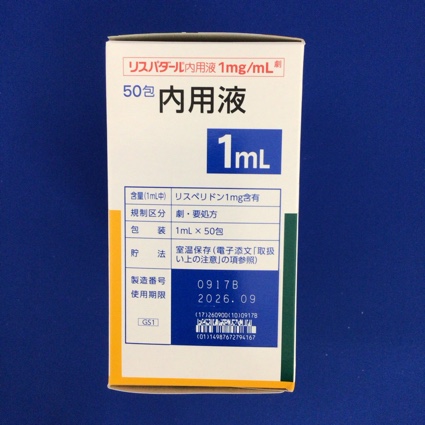 リスパダール内用液1mg/mL 劇
50包 内用液
1mL
含量(1mL中) リスペリドン1mg含有
規制区分 劇・要処方
包装 1mL×50包
貯法 室温保存(電子添文「取扱
い上の注意」の項参照)
製造番号 0917B
使用期限 2026.09
GS1
(17)260900(10)0917B
(01)14987672794167